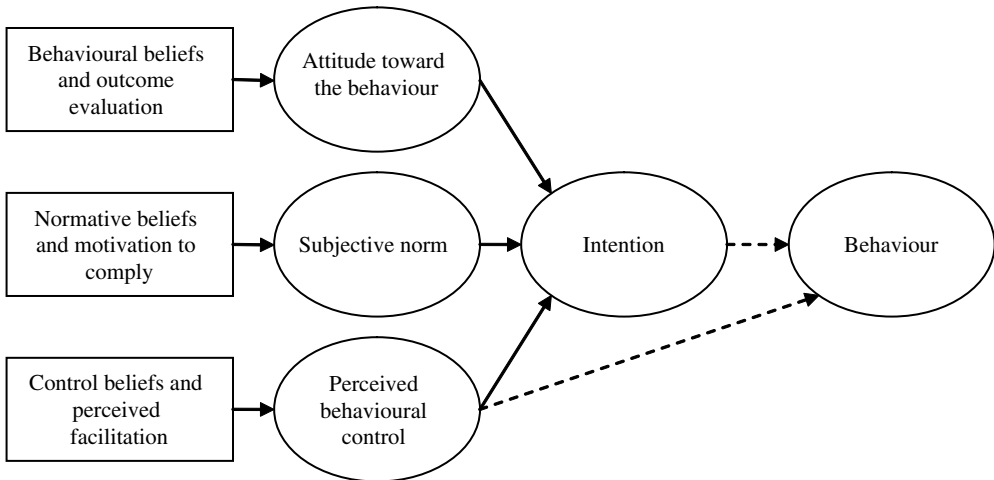 Behavioural beliefs
and outcome
evaluation
Attitude toward
the behaviour
Normative beliefs
and motivation to
comply
Subjective norm
Intention
Behaviour
Control beliefs and
perceived
facilitation
Perceived
behavioural
control